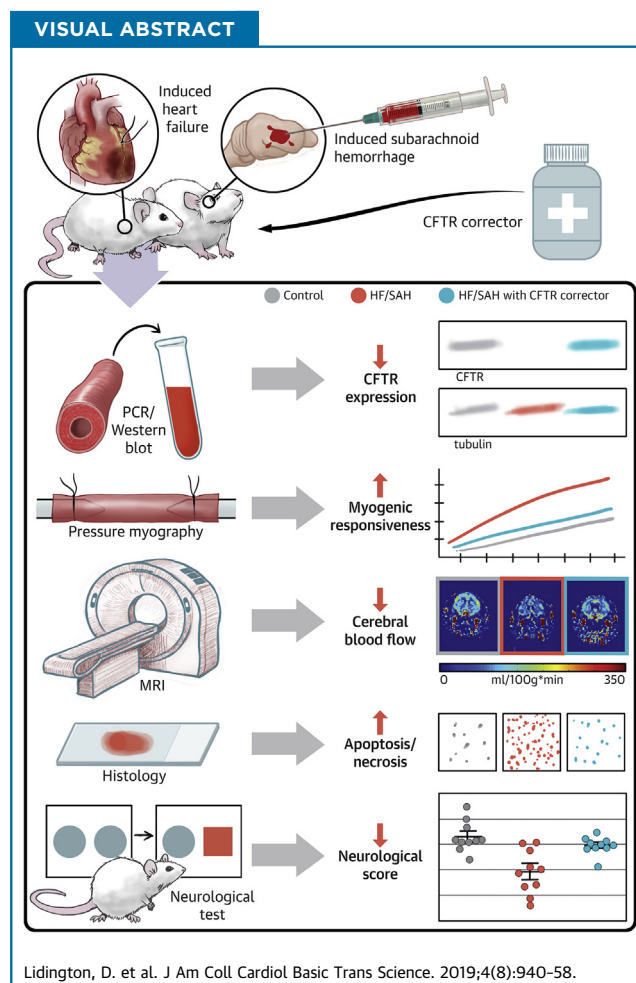 VISUAL ABSTRACT
Induced
heart
failure
Induced subarachnoid
hemorrhage
CFTR corrector
Control
HF/SAH
HF/SAH with CFTR corrector
PCR/
Western
blot
CFTR
expression
CFTR
tubulin
Pressure myography
Myogenic
responsiveness
MRI
Cerebral
blood flow
0
ml/100g*min
350
Histology
Apoptosis/
necrosis
Neurological
test
Neurological
score
Lidington, D. et al. J Am Coll Cardiol Basic Trans Science. 2019;4(8):940–58.